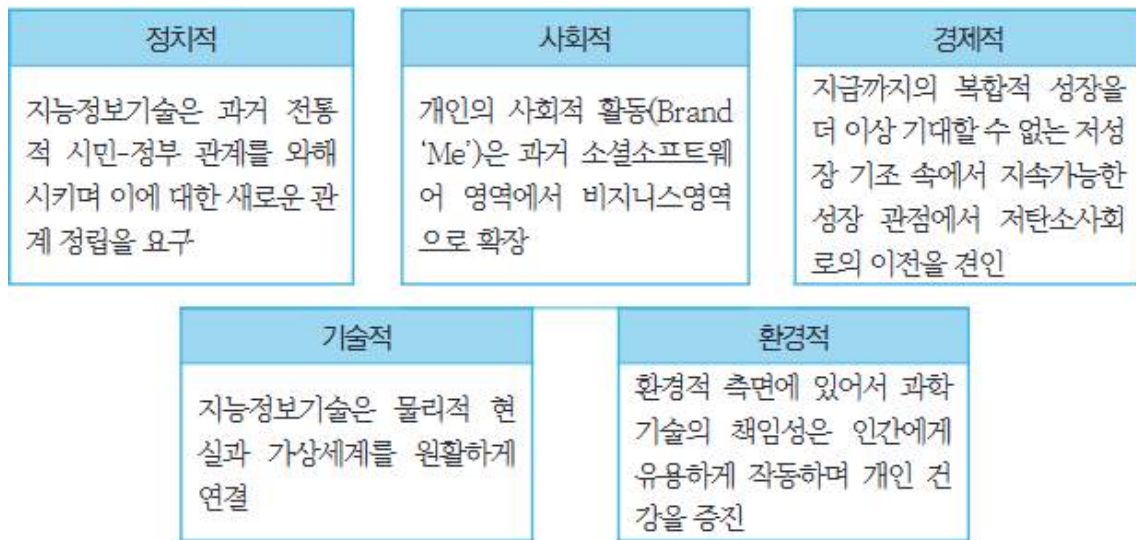 정치적
지능정보기술은 과거 전통
적 시민-정부 관계를 와해
시키며 이에 대한 새로운 관
계 정립을 요구
사회적
개인의 사회적 활동(Brand
‘Me’)은 과거 소셜소프트웨
어 영역에서 비지니스영역
으로 확장
경제적
지금까지의 복합적 성장을
더 이상 기대할 수 없는 저성
장 기조 속에서 지속가능한
성장 관점에서 저탄소사회
로의 이전을 견인
기술적
지능정보기술은 물리적 현
실과 가상세계를 원활하게
연결
환경적
환경적 측면에 있어서 과학
기술의 책임성은 인간에게
유용하게 작동하며 개인 건
강을 증진